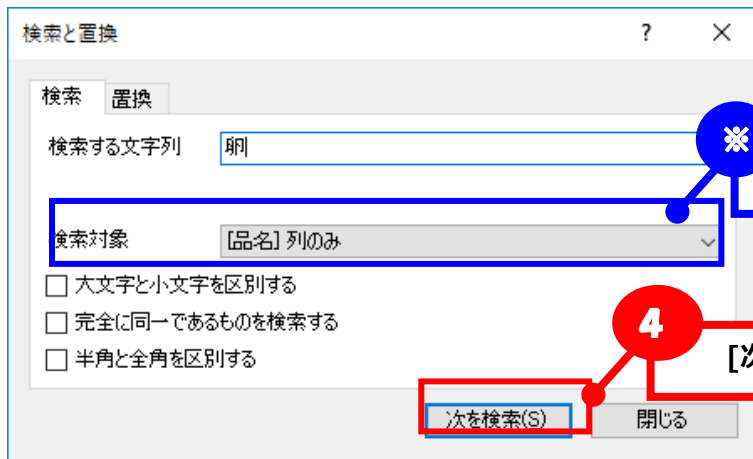 検索と置換 ?
検索 置換
検索する文字列 卵
※
検索対象 [品名] 列のみ
大文字と小文字を区別する
完全に同一であるものを検索する
4
半角と全角を区別する
[次
次を検索(S) 閉じる